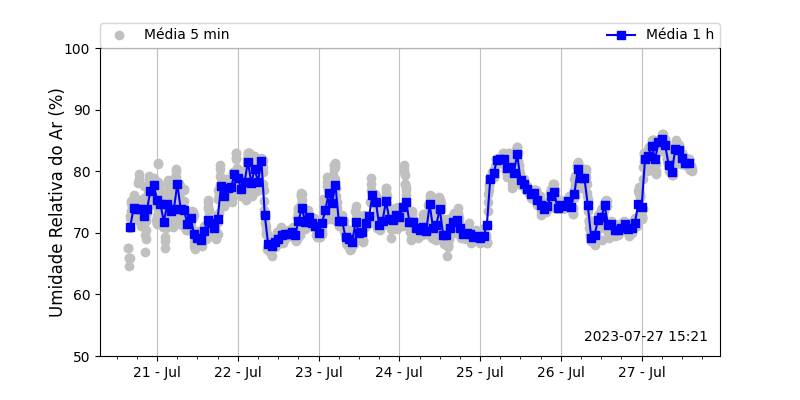 Média 5 min
Média 1 h
Umidade Relativa do Ar (%)
100
90
80
70
60
50
2023-07-27 15:21
21 - Jul
22 - Jul
23 - Jul
24 - Jul
25 - Jul
26 - Jul
27 - Jul